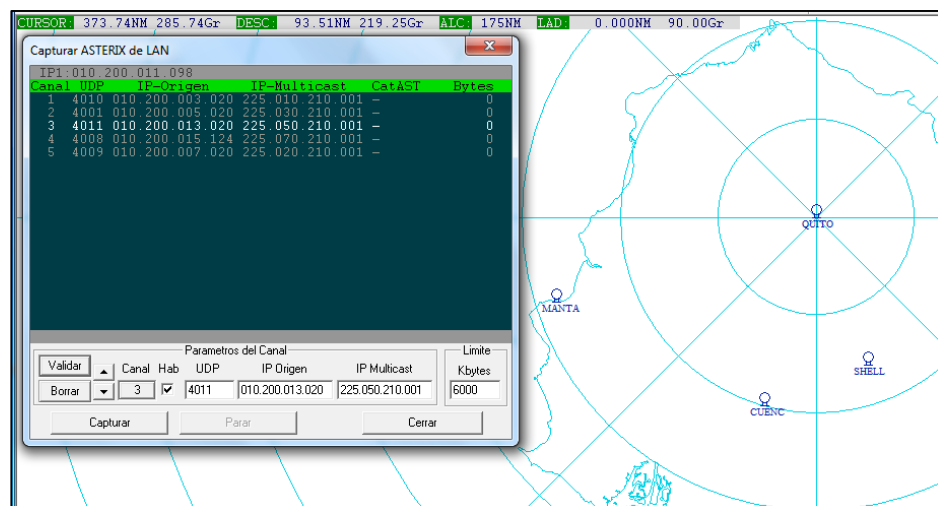 CURSOR: 373.74NM 285.74Gr DESC: 93.51NM 219.25Gr ALC: 175NM LAD: 0.000NM 90.00Gr
Capturar ASTERIX de LAN
IP1:010.200.011.098
Canal UDP IP-Origen IP-Multicast CatAST Bytes
1 4010 010.200.003.020 225.010.210.001 – 0
2 4001 010.200.005.020 225.030.210.001 – 0
3 4011 010.200.013.020 225.050.210.001 – 0
4 4008 010.200.015.124 225.070.210.001 – 0
5 4009 010.200.007.020 225.020.210.001 – 0
Parametros del Canal Limite
Validar Canal Hab UDP IP Origen IP Multicast Kbytes
Borrar 3 4011 010.200.013.020 225.050.210.001 6000
Capturar Parar Cerrar
QUITO
MANTA
SHELL
CUENC